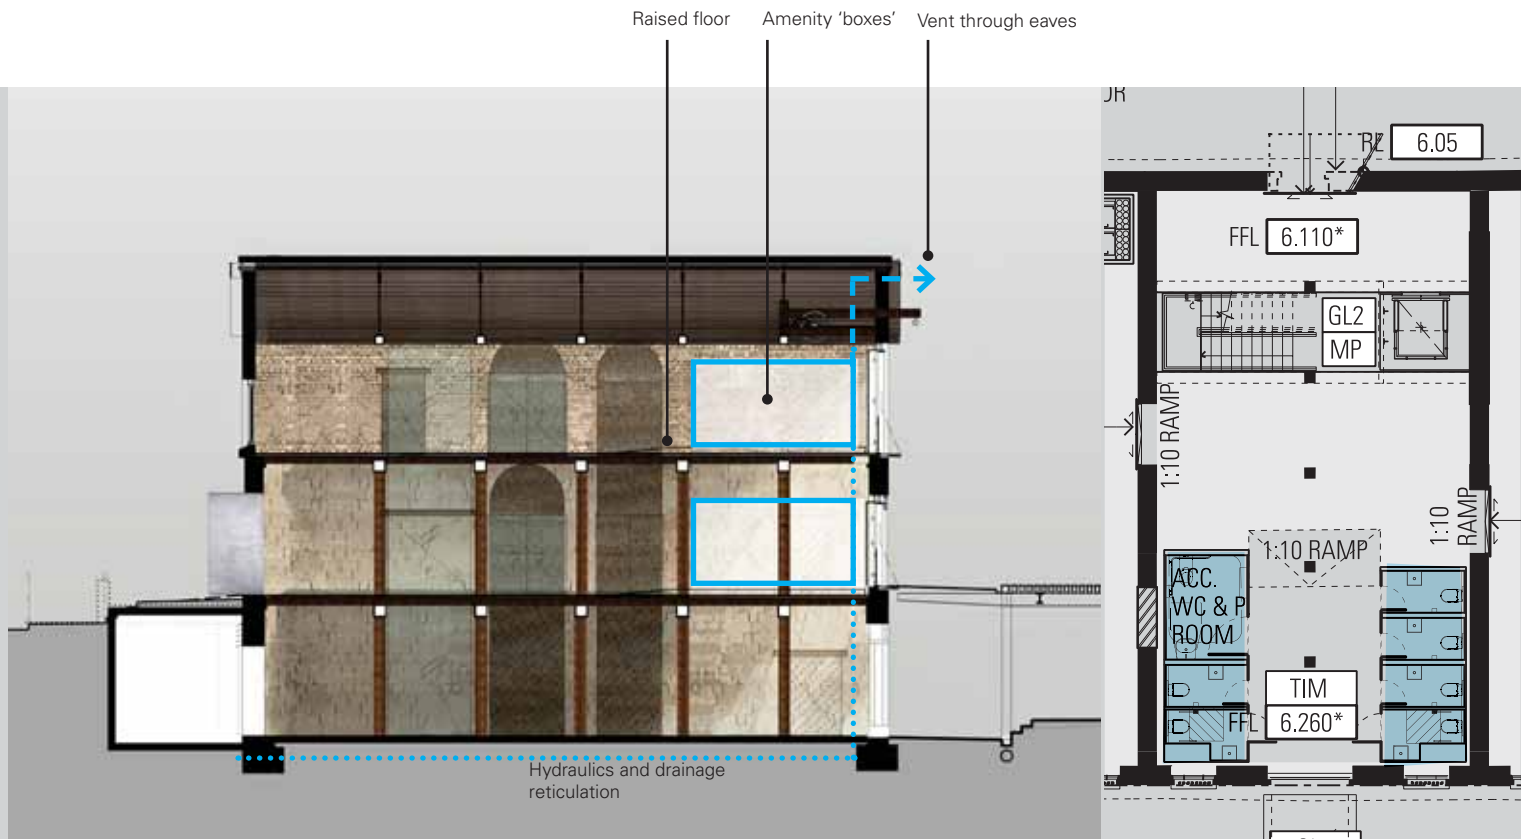 Raised floor
Amenity ‘boxes’
Vent through eaves
Hydraulics and drainage
reticulation
RL 6.05
FFL 6.110*
GL2
MP
1:10 RAMP
1:10
RAMP
1:10 RAMP
ACC.
WC & P
ROOM
TIM
FFL 6.260*